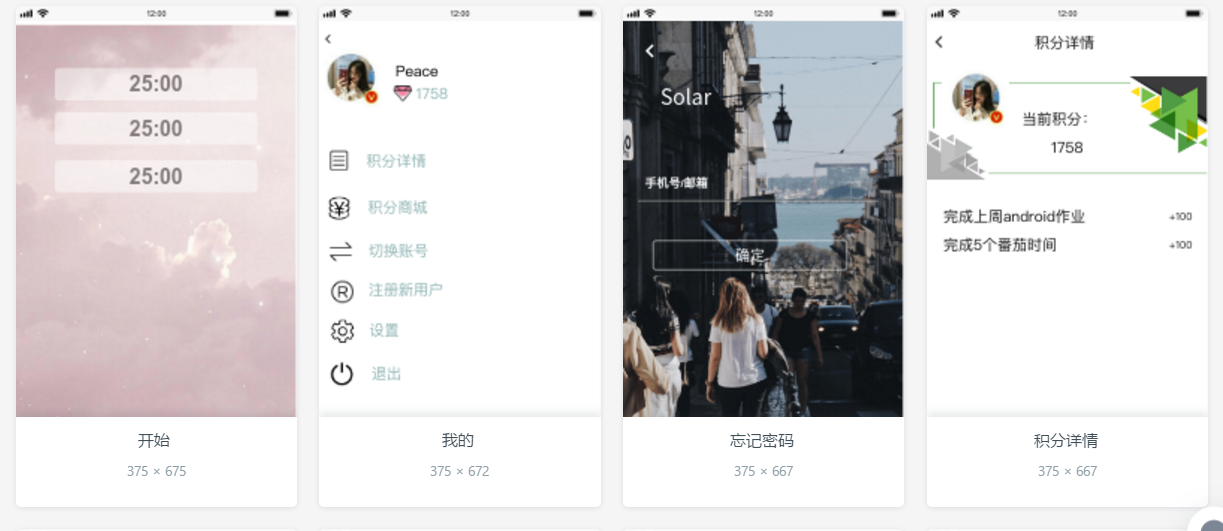 12:00
25:00
25:00
25:00
开始
375 × 675
12:00
Peace
1758
积分详情
积分商城
切换账号
注册新用户
设置
退出
我的
375 × 672
12:00
Solar
手机号/邮箱
确定
忘记密码
375 × 667
12:00
积分详情
当前积分:
1758
完成上周android作业 +100
完成5个番茄时间 +100
积分详情
375 × 667